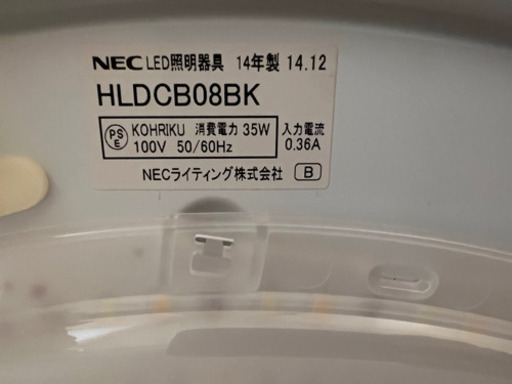 NEC LED照明器具 14年製 14.12
HLDCB08BK
PS E KOHRIKU 消費電力 35W 入力電流
100V 50/60Hz 0.36A
NECライティング株式会社 B